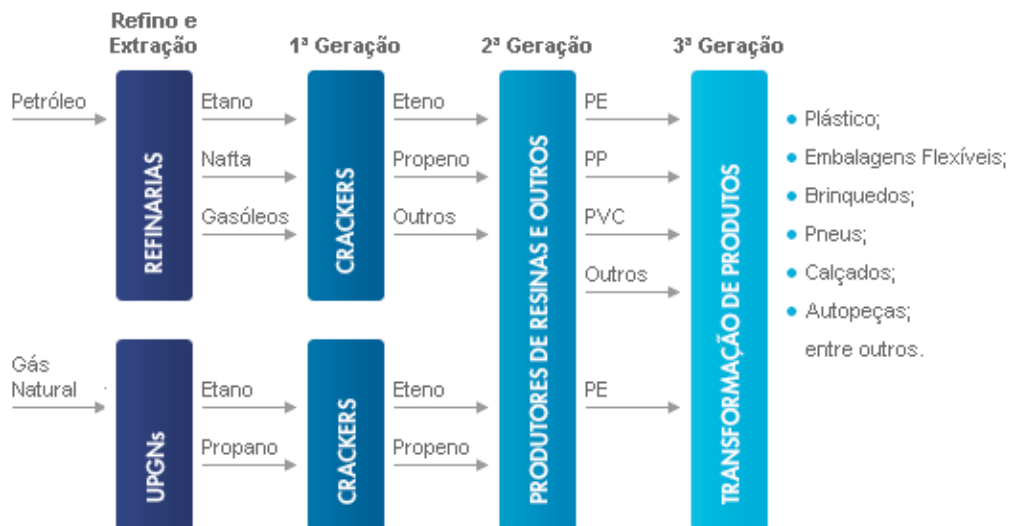 Refino e
Extração
1ª Geração
2ª Geração
3ª Geração
Petróleo
REFINARIAS
Etano
Nafta
Gasóleos
CRACKERS
Eteno
Propeno
Outros
PRODUTORES DE RESINAS E OUTROS
PE
PP
PVC
Outros
TRANSFORMAÇÃO DE PRODUTOS
Plástico;
Embalagens Flexíveis;
Brinquedos;
Pneus;
Calçados;
Autopeças;
entre outros.
Gás
Natural
UPGNs
Etano
Propano
CRACKERS
Eteno
Propeno
PE